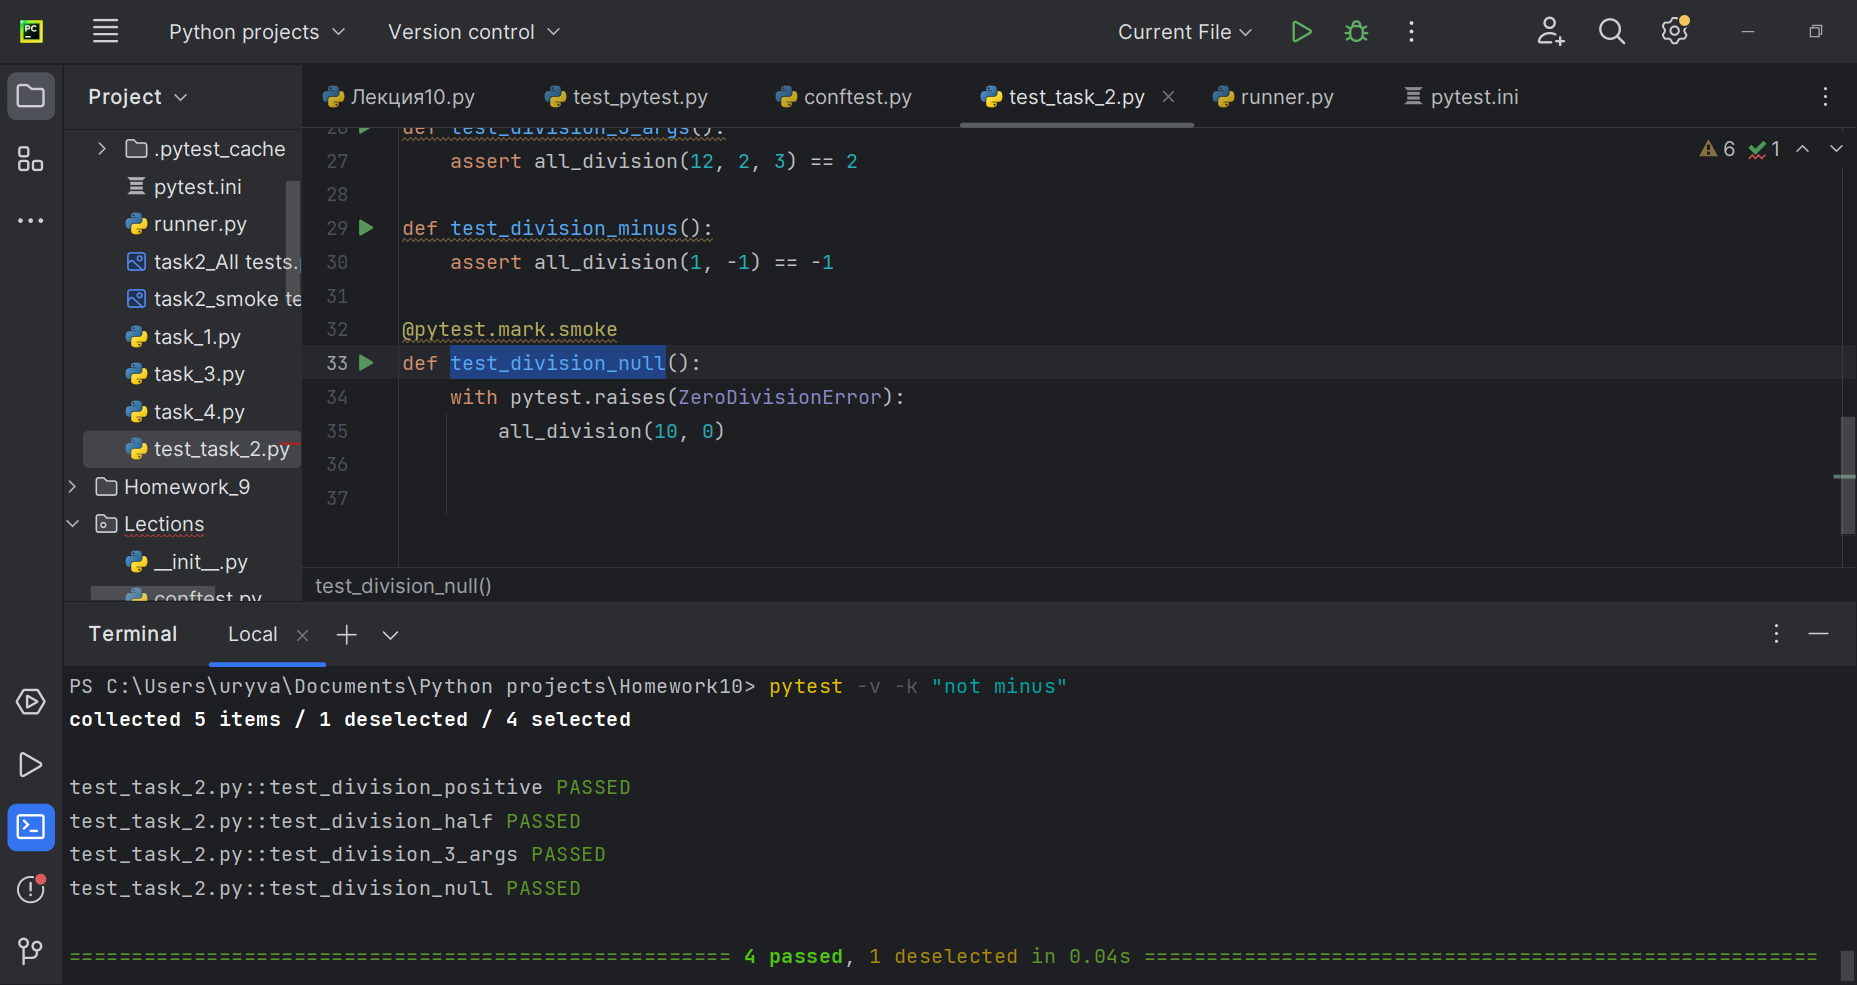 PC
Python projects
Version control
Current File
Project
Лекция10.py
test_pytest.py
conftest.py
test_task_2.py
runner.py
pytest.ini
.pytest_cache
pytest.ini
runner.py
task2_All tests.
task2_smoke te
task_1.py
task_3.py
task_4.py
test_task_2.py
Homework_9
Lections
__init__.py
conftest.py
26 def test_division_3_args():
27 assert all_division(12, 2, 3) == 2
28
29 def test_division_minus():
30 assert all_division(1, -1) == -1
31
32 @pytest.mark.smoke
33 def test_division_null():
34 with pytest.raises(ZeroDivisionError):
35 all_division(10, 0)
36
37
6 1
test_division_null()
Terminal
Local
PS C:\Users\uryva\Documents\Python projects\Homework10> pytest -v -k "not minus"
collected 5 items / 1 deselected / 4 selected
test_task_2.py::test_division_positive PASSED
test_task_2.py::test_division_half PASSED
test_task_2.py::test_division_3_args PASSED
test_task_2.py::test_division_null PASSED
===================================================== 4 passed, 1 deselected in 0.04s ======================================================